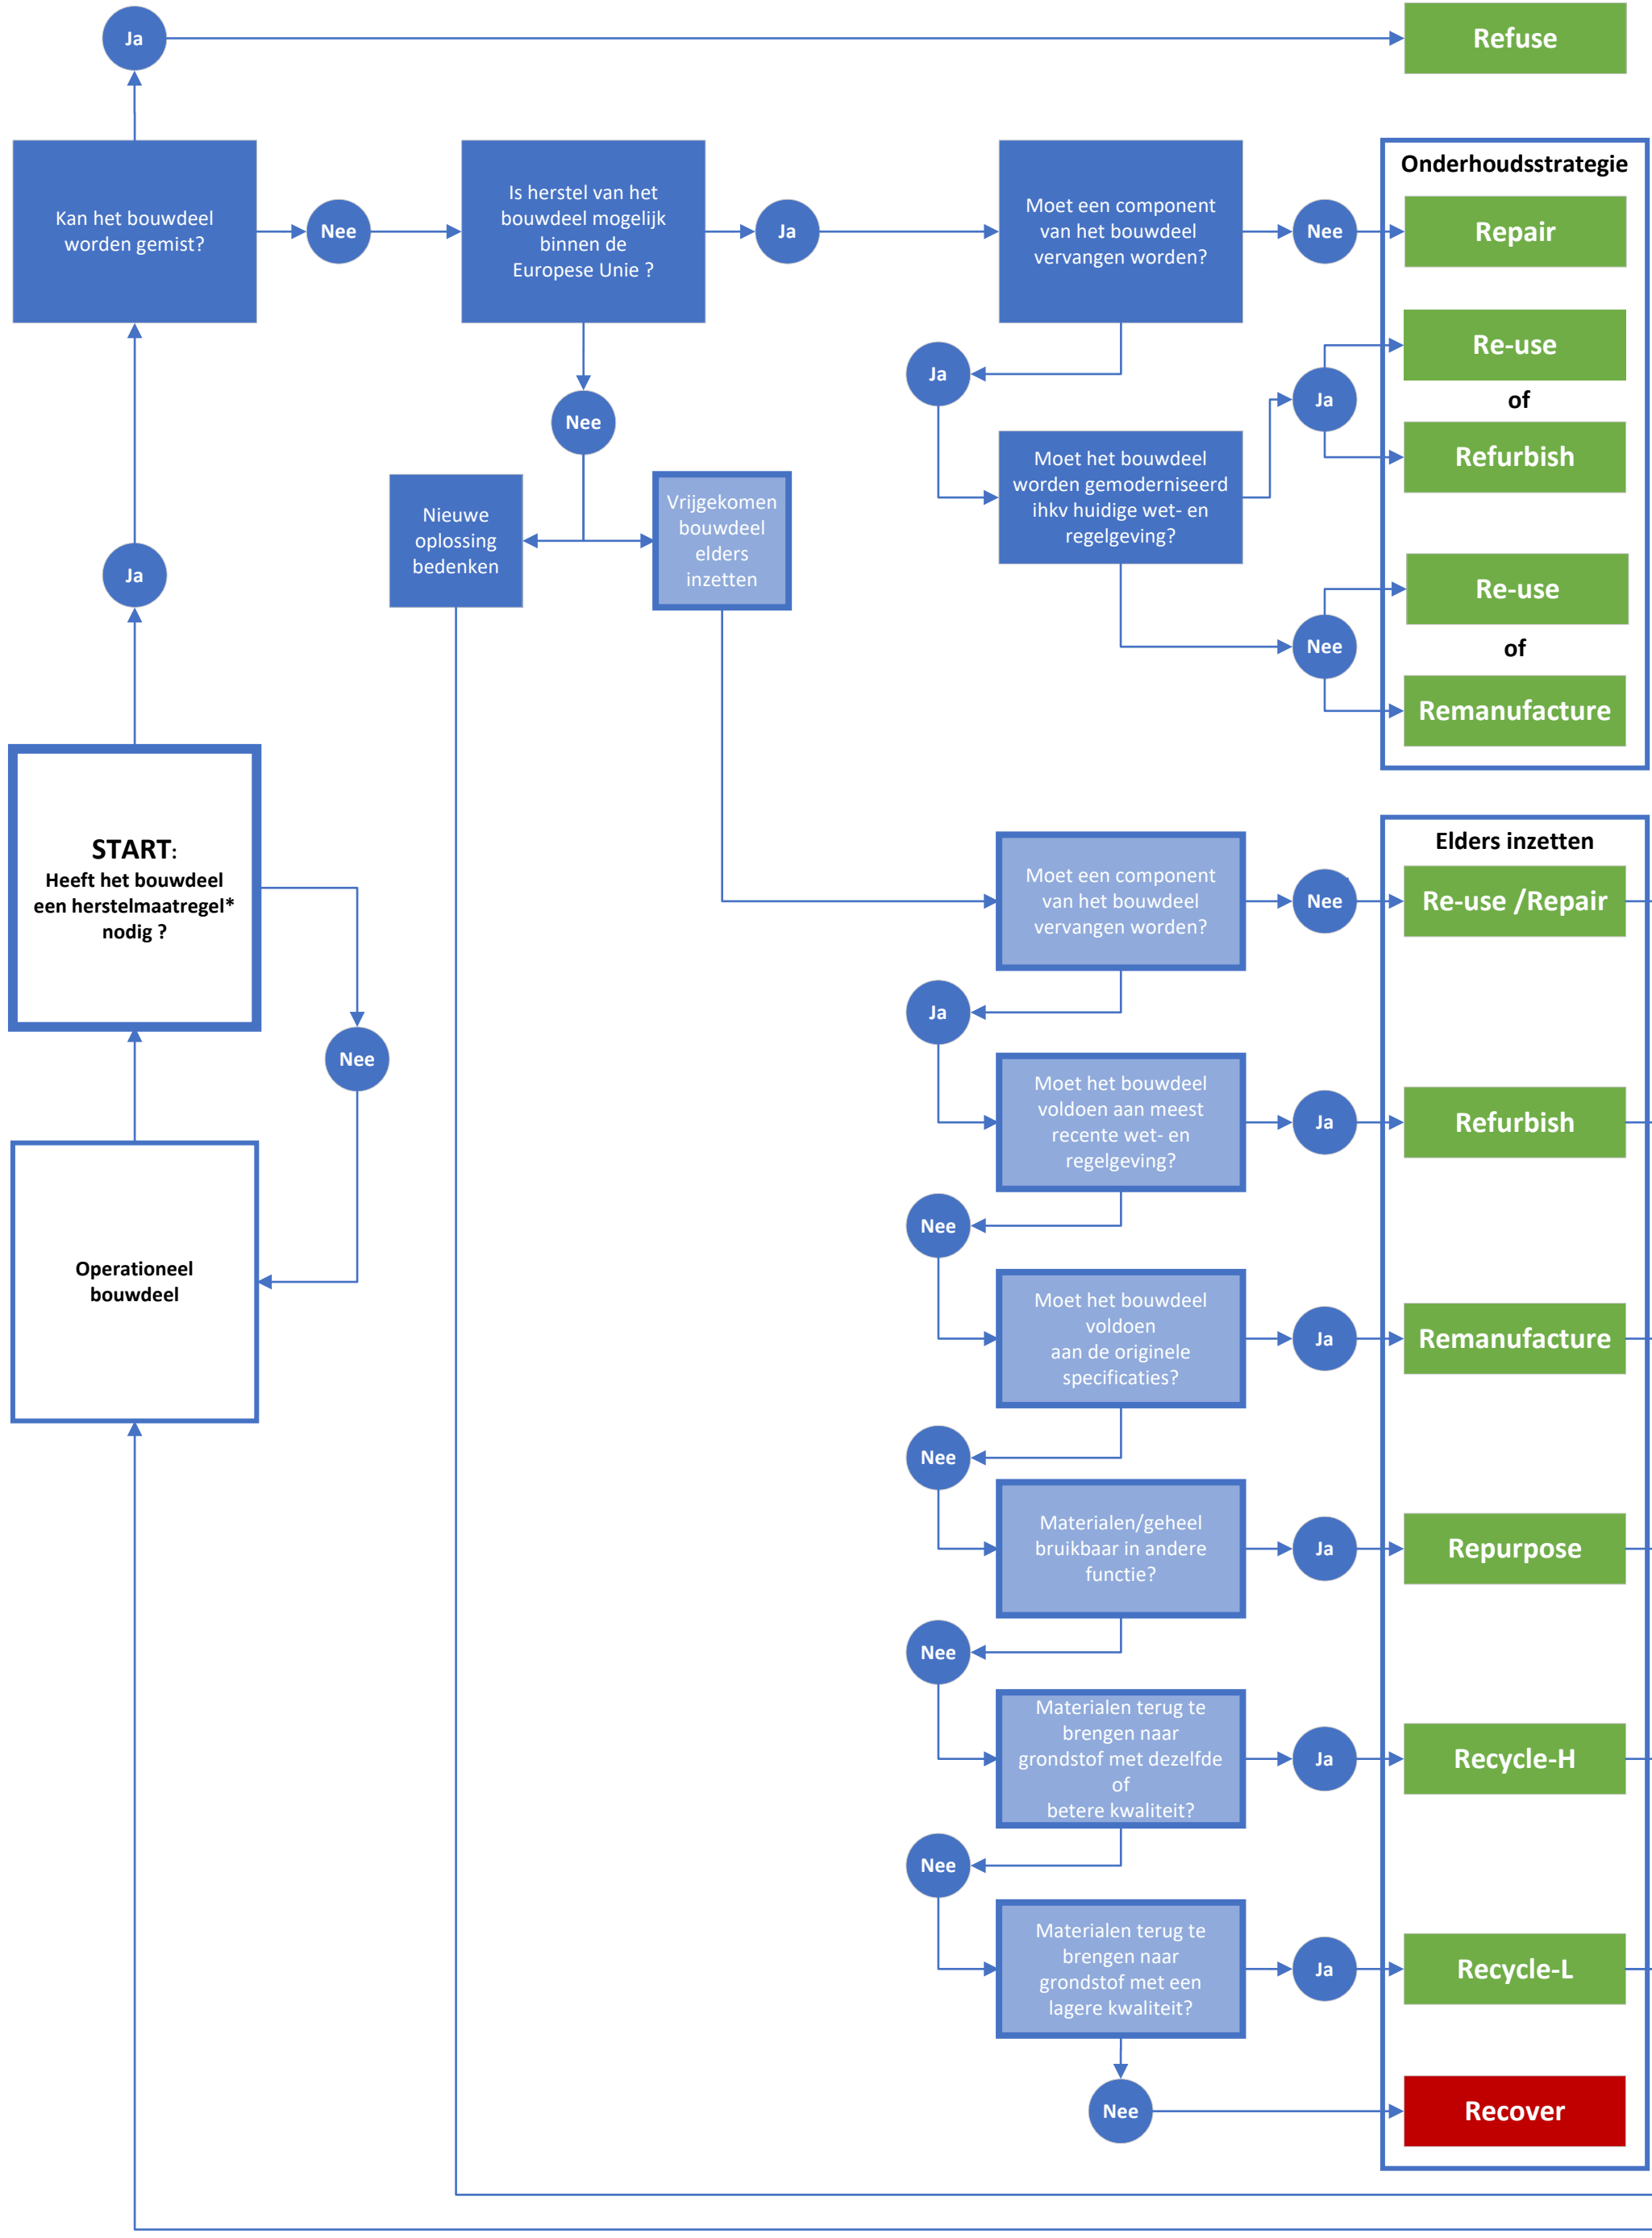 Ja
Refuse
Kan het bouwdeel
worden gemist?
Nee
Is herstel van het
bouwdeel mogelijk
binnen de
Europese Unie ?
Ja
Moet een component
van het bouwdeel
vervangen worden?
Nee
Onderhoudsstrategie
Repair
Re-use
of
Refurbish
Ja
Ja
Nee
Moet het bouwdeel
worden gemoderniseerd
ihkv huidige wet- en
regelgeving?
Nieuwe
oplossing
bedenken
Vrijgekomen
bouwdeel
elders
inzetten
Ja
Nee
Re-use
of
Remanufacture
START:
Heeft het bouwdeel
een herstelmaatregel*
nodig ?
Nee
Operationeel
bouwdeel
Elders inzetten
Moet een component
van het bouwdeel
vervangen worden?
Nee
Re-use /Repair
Ja
Moet het bouwdeel
voldoen aan meest
recente wet- en
regelgeving?
Ja
Refurbish
Nee
Moet het bouwdeel
voldoen
aan de originele
specificaties?
Ja
Remanufacture
Nee
Materialen/geheel
bruikbaar in andere
functie?
Ja
Repurpose
Nee
Materialen terug te
brengen naar
grondstof met dezelfde
of
betere kwaliteit?
Ja
Recycle-H
Nee
Materialen terug te
brengen naar
grondstof met een
lagere kwaliteit?
Ja
Recycle-L
Nee
Recover